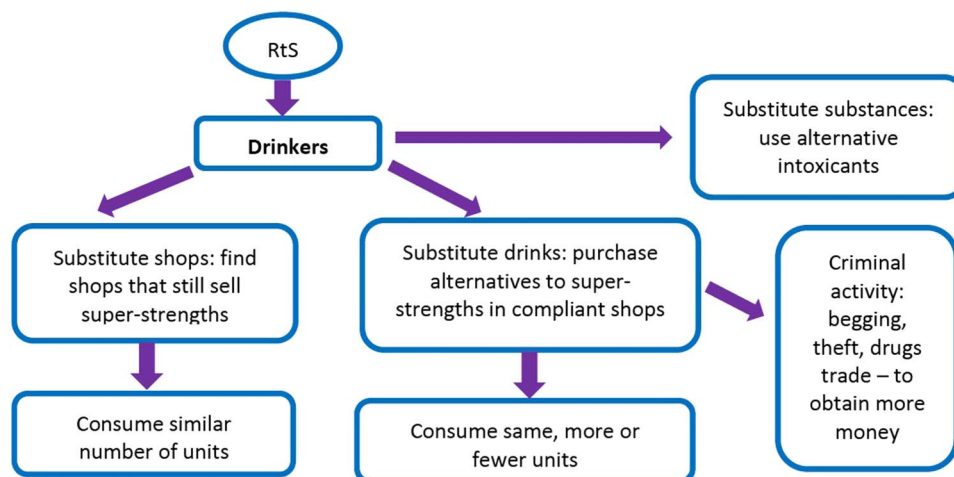 RtS
Drinkers
Substitute substances:
use alternative
intoxicants
Substitute shops: find
shops that still sell
super-strengths
Substitute drinks: purchase
alternatives to super-
strengths in compliant shops
Criminal
activity:
begging,
theft, drugs
trade – to
obtain more
money
Consume similar
number of units
Consume same, more or
fewer units